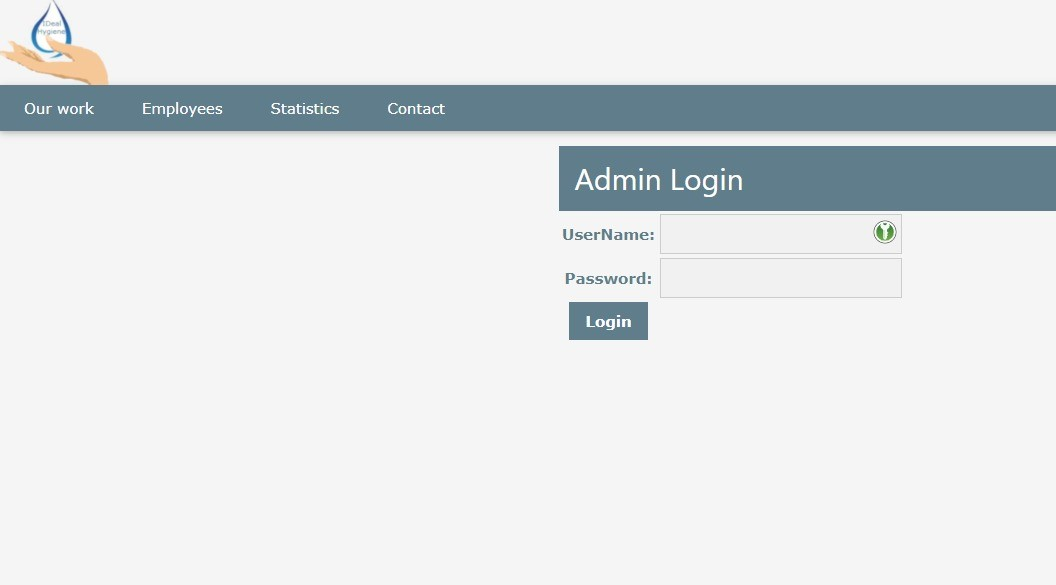 IDeal
Hygiene
Our work
Employees
Statistics
Contact
Admin Login
UserName:
Password:
Login